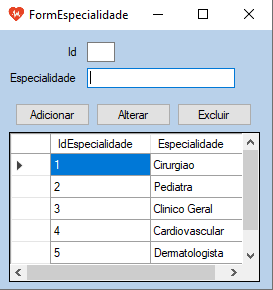 FormEspecialidade
Id
Especialidade
Adicionar Alterar Excluir
IdEspecialidade Especialidade
1 Cirurgiao
2 Pediatra
3 Clinico Geral
4 Cardiovascular
5 Dermatologista